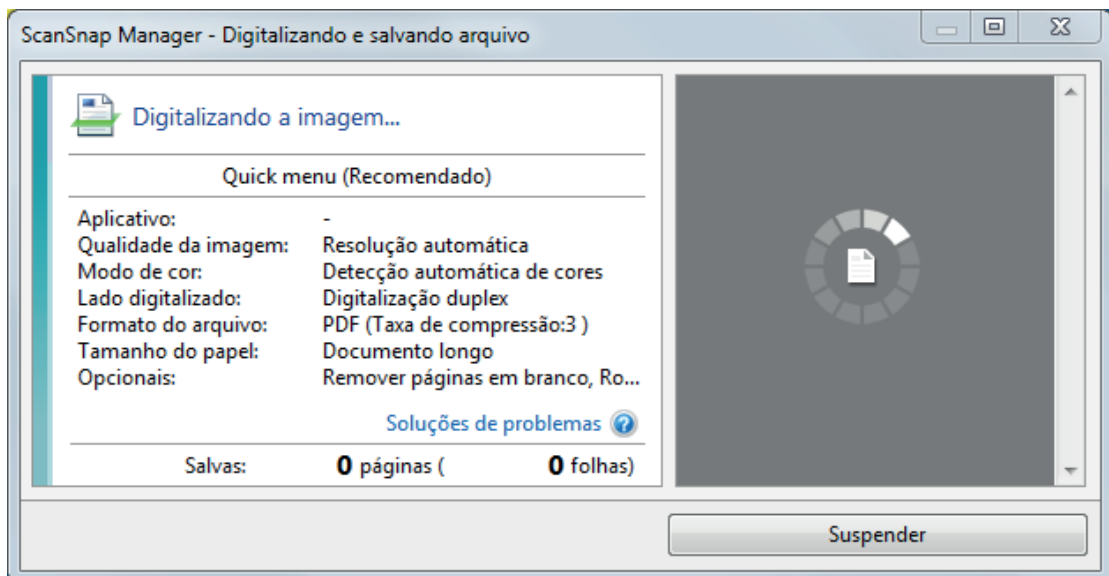 ScanSnap Manager - Digitalizando e salvando arquivo
Digitalizando a imagem...
Quick menu (Recomendado)
Aplicativo: -
Qualidade da imagem: Resolução automática
Modo de cor: Detecção automática de cores
Lado digitalizado: Digitalização duplex
Formato do arquivo: PDF (Taxa de compressão:3 )
Tamanho do papel: Documento longo
Opcionais: Remover páginas em branco, Ro...
Soluções de problemas
Salvas: 0 páginas ( 0 folhas)
Suspender